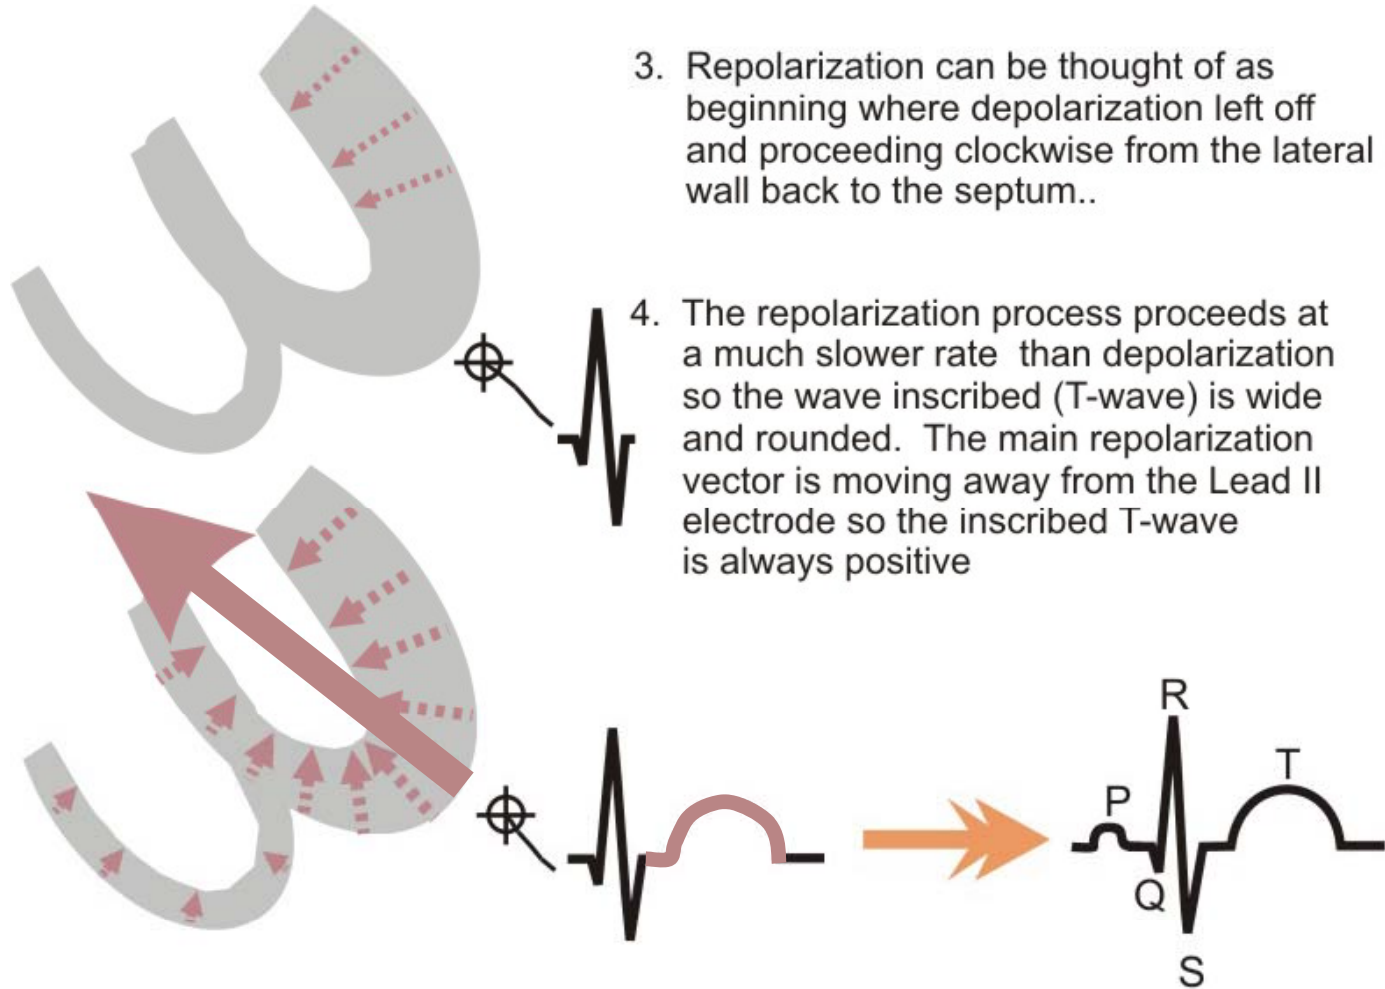 3. Repolarization can be thought of as
beginning where depolarization left off
and proceeding clockwise from the lateral
wall back to the septum..
4. The repolarization process proceeds at
a much slower rate than depolarization
so the wave inscribed (T-wave) is wide
and rounded. The main repolarization
vector is moving away from the Lead II
electrode so the inscribed T-wave
is always positive
R
T
P
Q
S